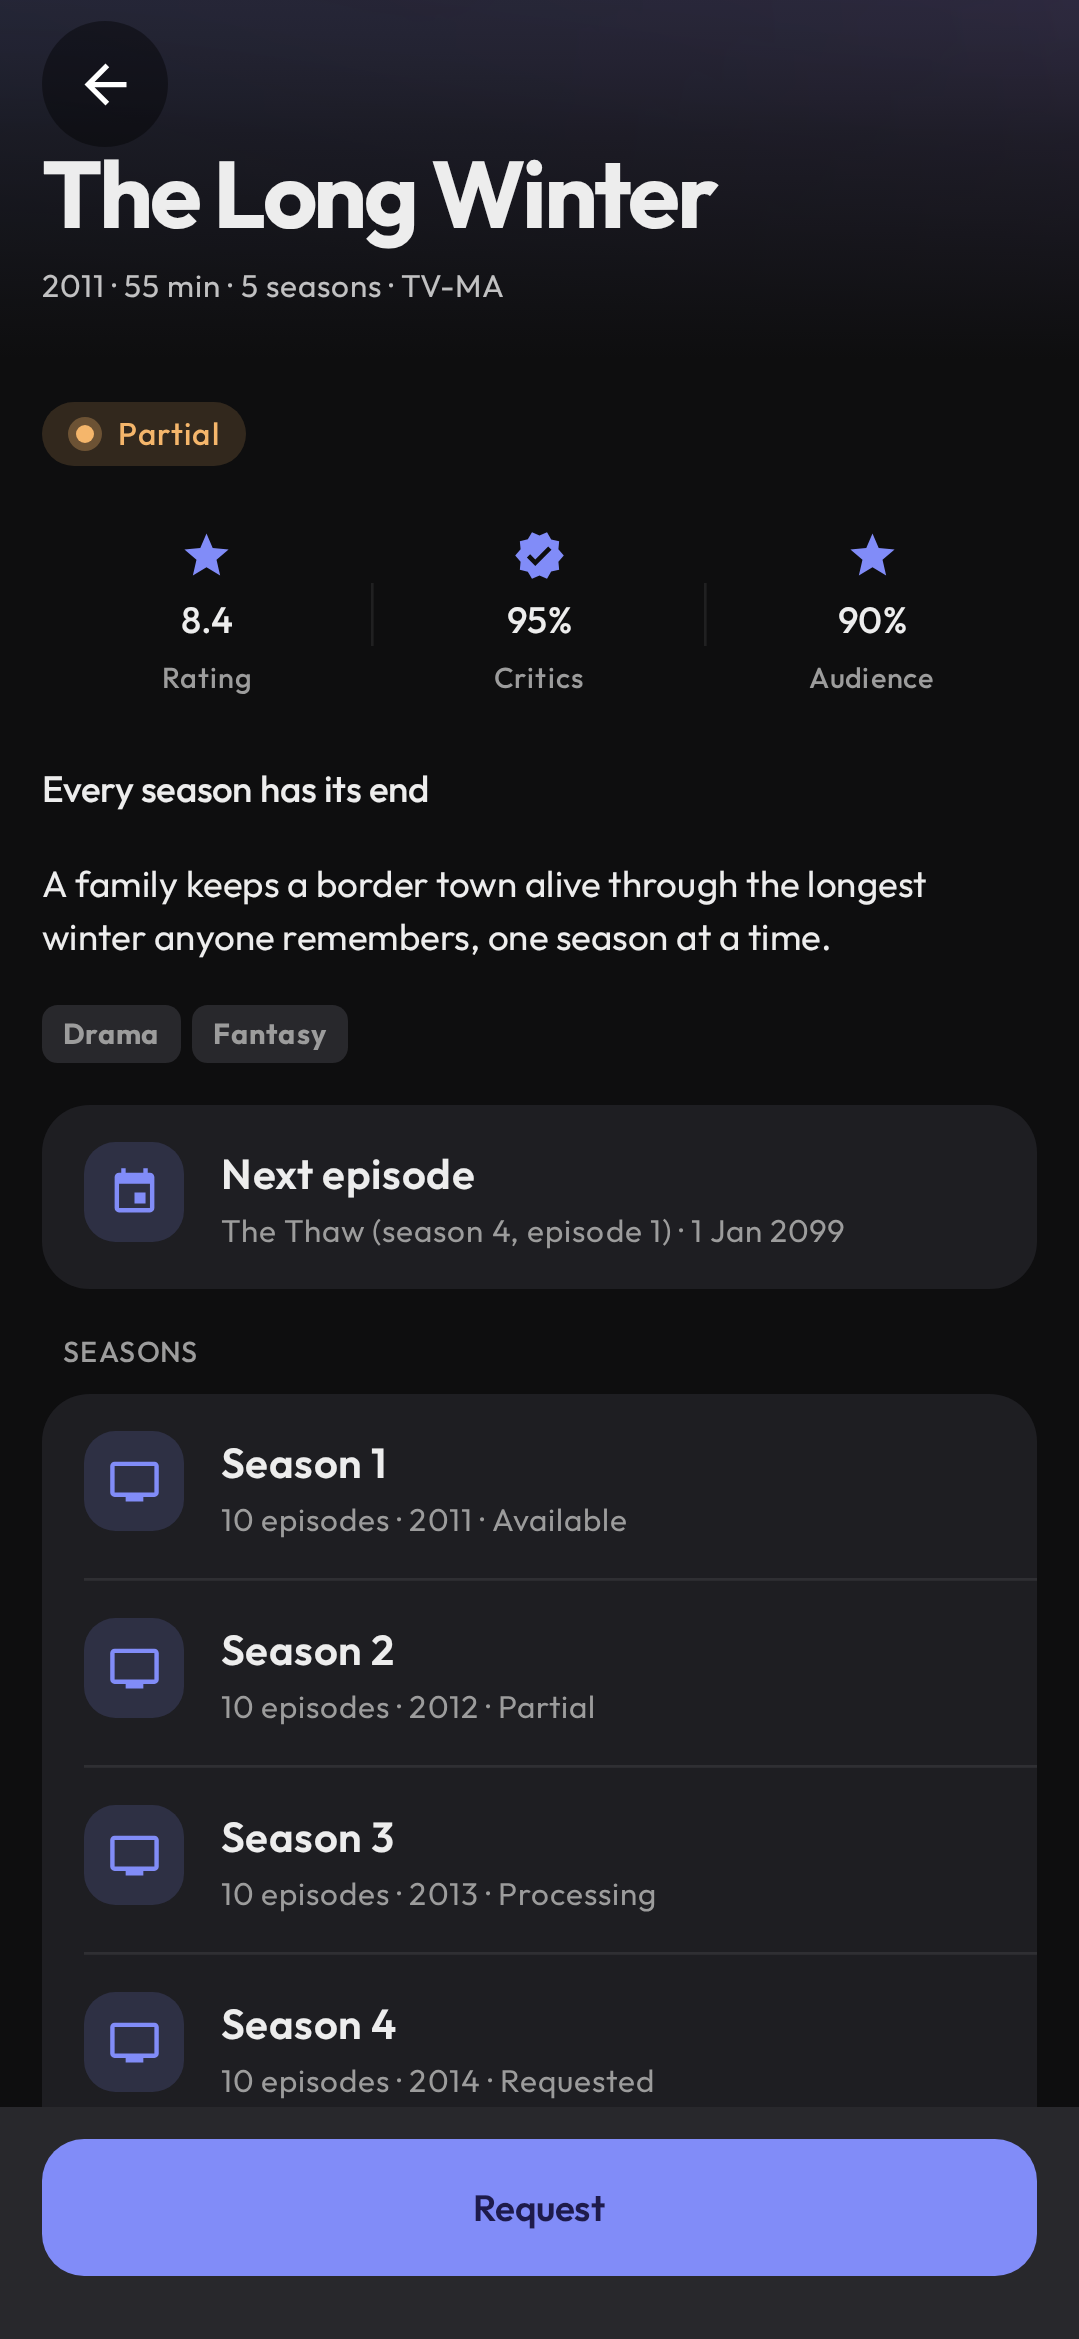 The Long Winter
2011 · 55 min · 5 seasons · TV-MA
Partial
8.4
Rating
95%
Critics
90%
Audience
Every season has its end
A family keeps a border town alive through the longest
winter anyone remembers, one season at a time.
Drama
Fantasy
Next episode
The Thaw (season 4, episode 1) · 1 Jan 2099
SEASONS
Season 1
10 episodes · 2011 · Available
Season 2
10 episodes · 2012 · Partial
Season 3
10 episodes · 2013 · Processing
Season 4
10 episodes · 2014 · Requested
Request